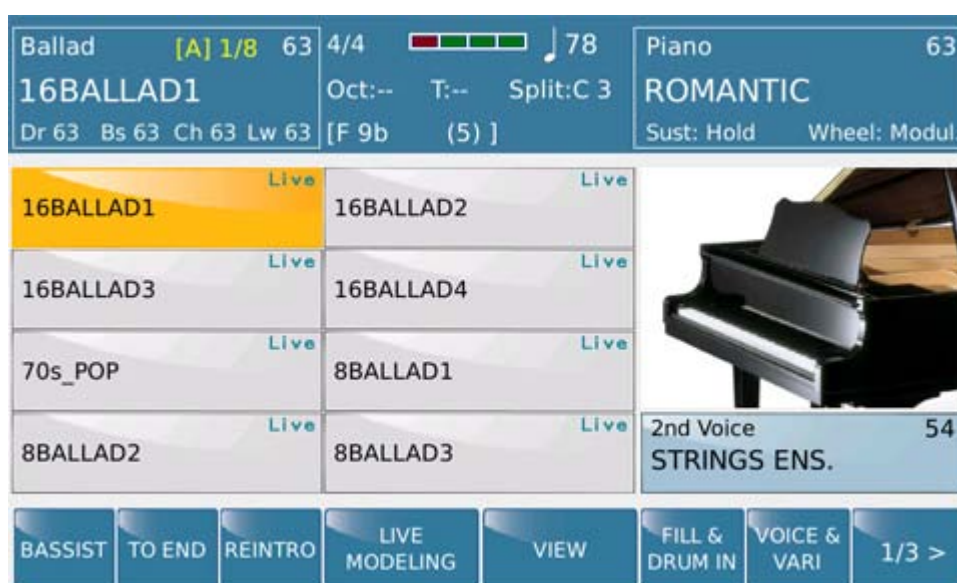 Ballad [A] 1/8 63
16BALLAD1
Dr 63 Bs 63 Ch 63 Lw 63
4/4 78
Oct:-- T:-- Split:C 3
[F 9b (5) ]
Piano 63
ROMANTIC
Sust: Hold Wheel: Modul.
Live
16BALLAD1
Live
16BALLAD2
Live
16BALLAD3
Live
16BALLAD4
Live
70s_POP
Live
8BALLAD1
Live
8BALLAD2
Live
8BALLAD3
2nd Voice 54
STRINGS ENS.
BASSIST
TO END
REINTRO
LIVE
MODELING
VIEW
FILL &
DRUM IN
VOICE &
VARI
1/3 >